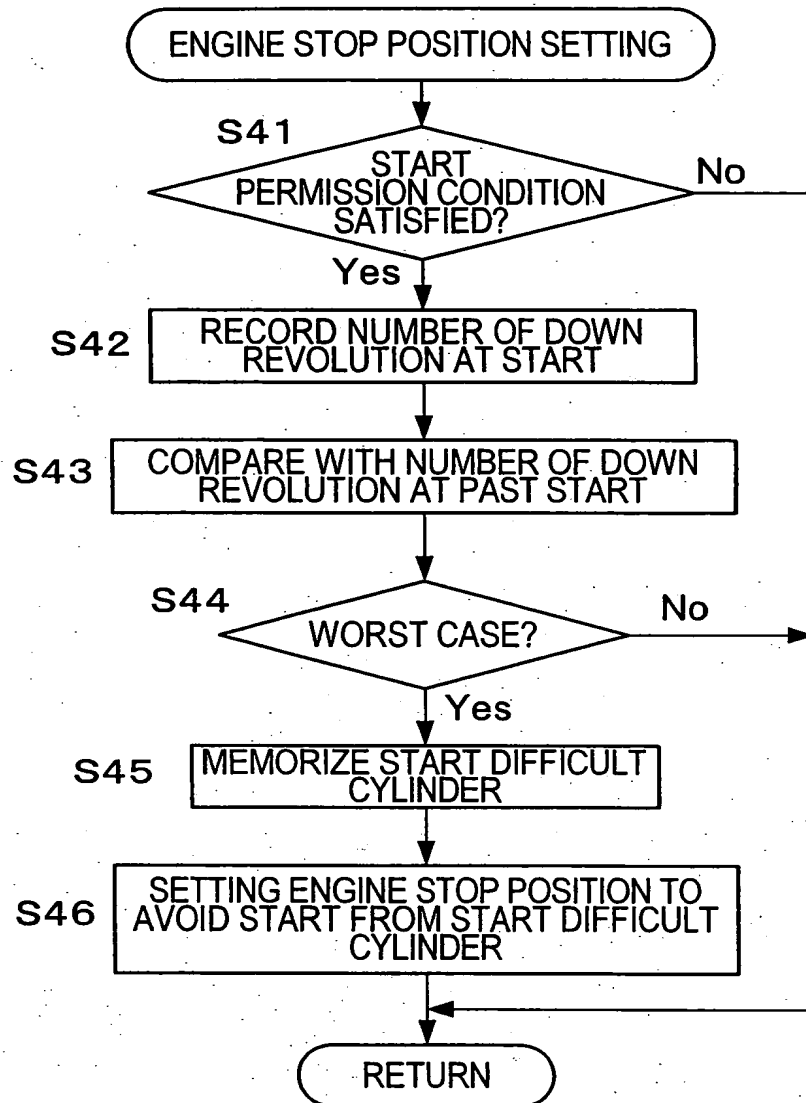 ENGINE STOP POSITION SETTING
S41
START
PERMISSION CONDITION
SATISFIED?
No
Yes
S42
RECORD NUMBER OF DOWN
REVOLUTION AT START
S43
COMPARE WITH NUMBER OF DOWN
REVOLUTION AT PAST START
S44
WORST CASE?
No
Yes
S45
MEMORIZE START DIFFICULT
CYLINDER
S46
SETTING ENGINE STOP POSITION TO
AVOID START FROM START DIFFICULT
CYLINDER
RETURN